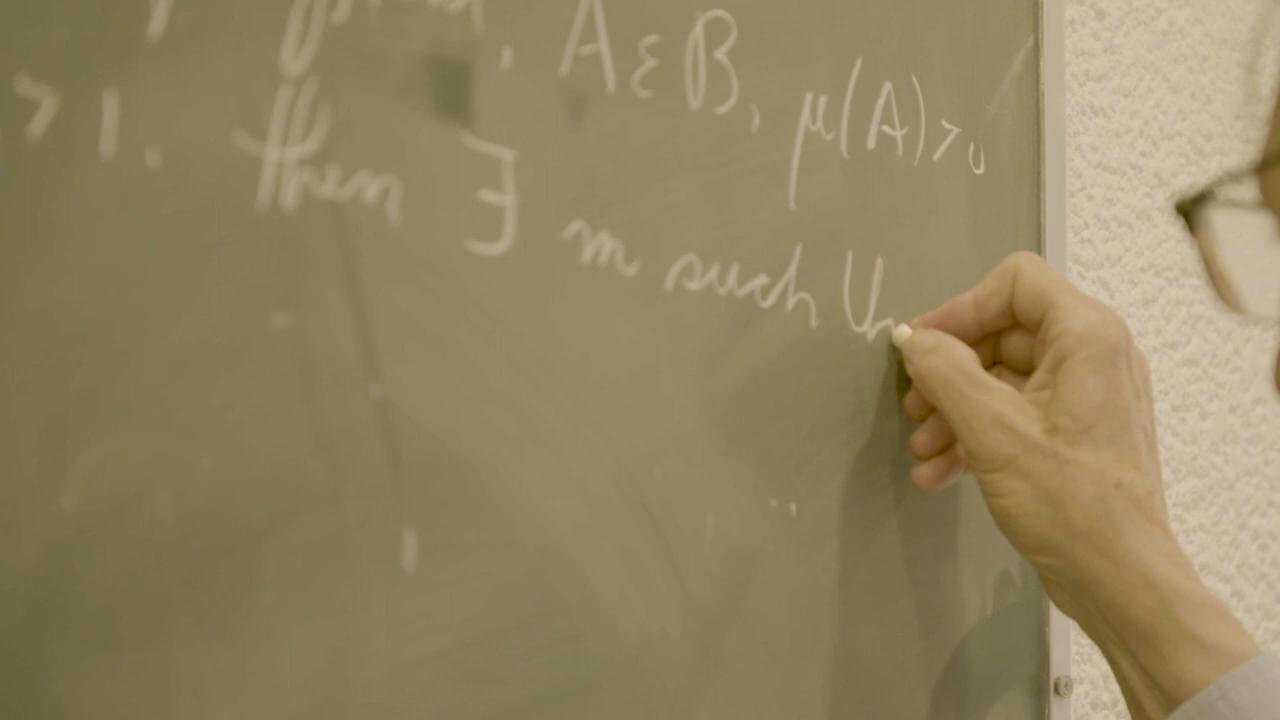 , A ∈ B, μ(A) > 0
> 1. then ∃ m such th